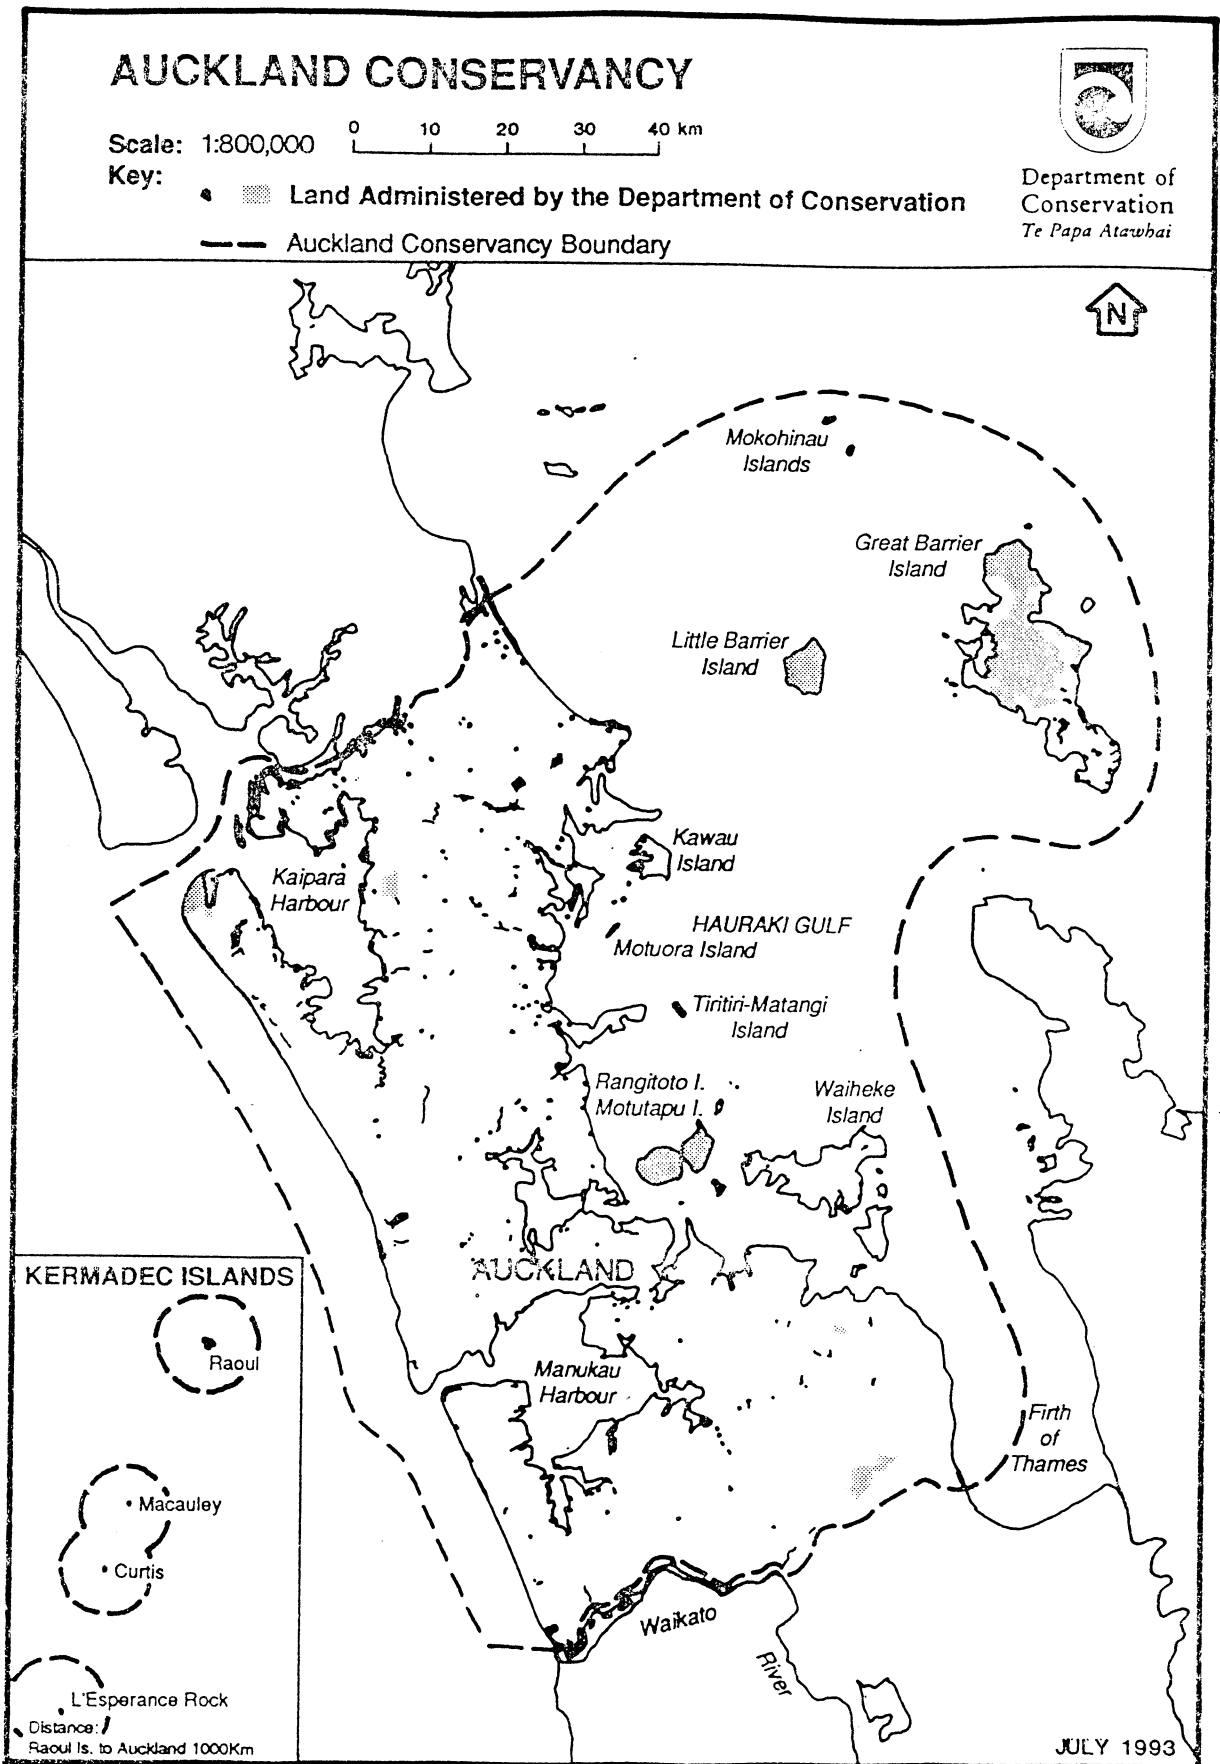 AUCKLAND CONSERVANCY
Scale: 1:800,000
0 10 20 30 40 km
Key:
Land Administered by the Department of Conservation
Auckland Conservancy Boundary
Department of
Conservation
Te Papa Atawhai
N
Mokohinau
Islands
Great Barrier
Island
Little Barrier
Island
Kawau
Island
Kaipara
Harbour
HAURAKI GULF
Motuora Island
Tiritiri-Matangi
Island
Rangitoto I.
Motutapu I.
Waiheke
Island
AUCKLAND
Manukau
Harbour
Firth
of
Thames
Waikato
River
KERMADEC ISLANDS
Raoul
Macauley
Curtis
L'Esperance Rock
Distance:
Raoul Is. to Auckland 1000Km
JULY 1993